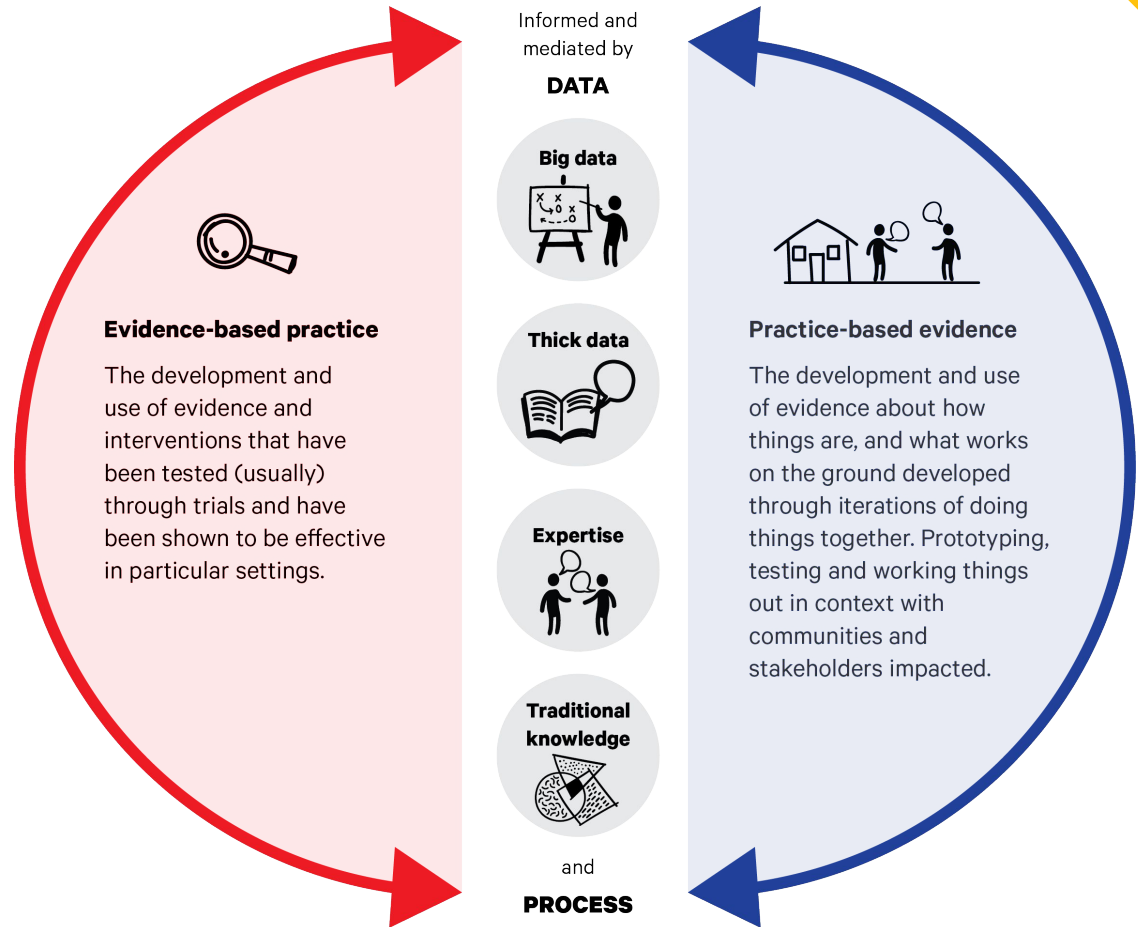 Informed and
mediated by
DATA
Big data
Thick data
Expertise
Traditional
knowledge
and
PROCESS
Evidence-based practice
The development and
use of evidence and
interventions that have
been tested (usually)
through trials and have
been shown to be effective
in particular settings.
Practice-based evidence
The development and use
of evidence about how
things are, and what works
on the ground developed
through iterations of doing
things together. Prototyping,
testing and working things
out in context with
communities and
stakeholders impacted.